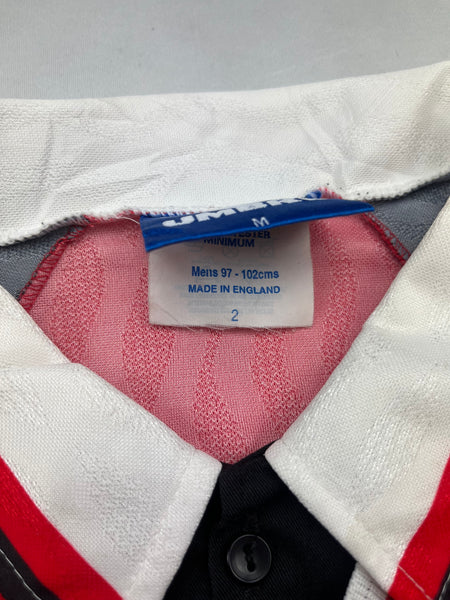 UMBRO
M
MINIMUM
Mens 97 - 102cms
MADE IN ENGLAND
2